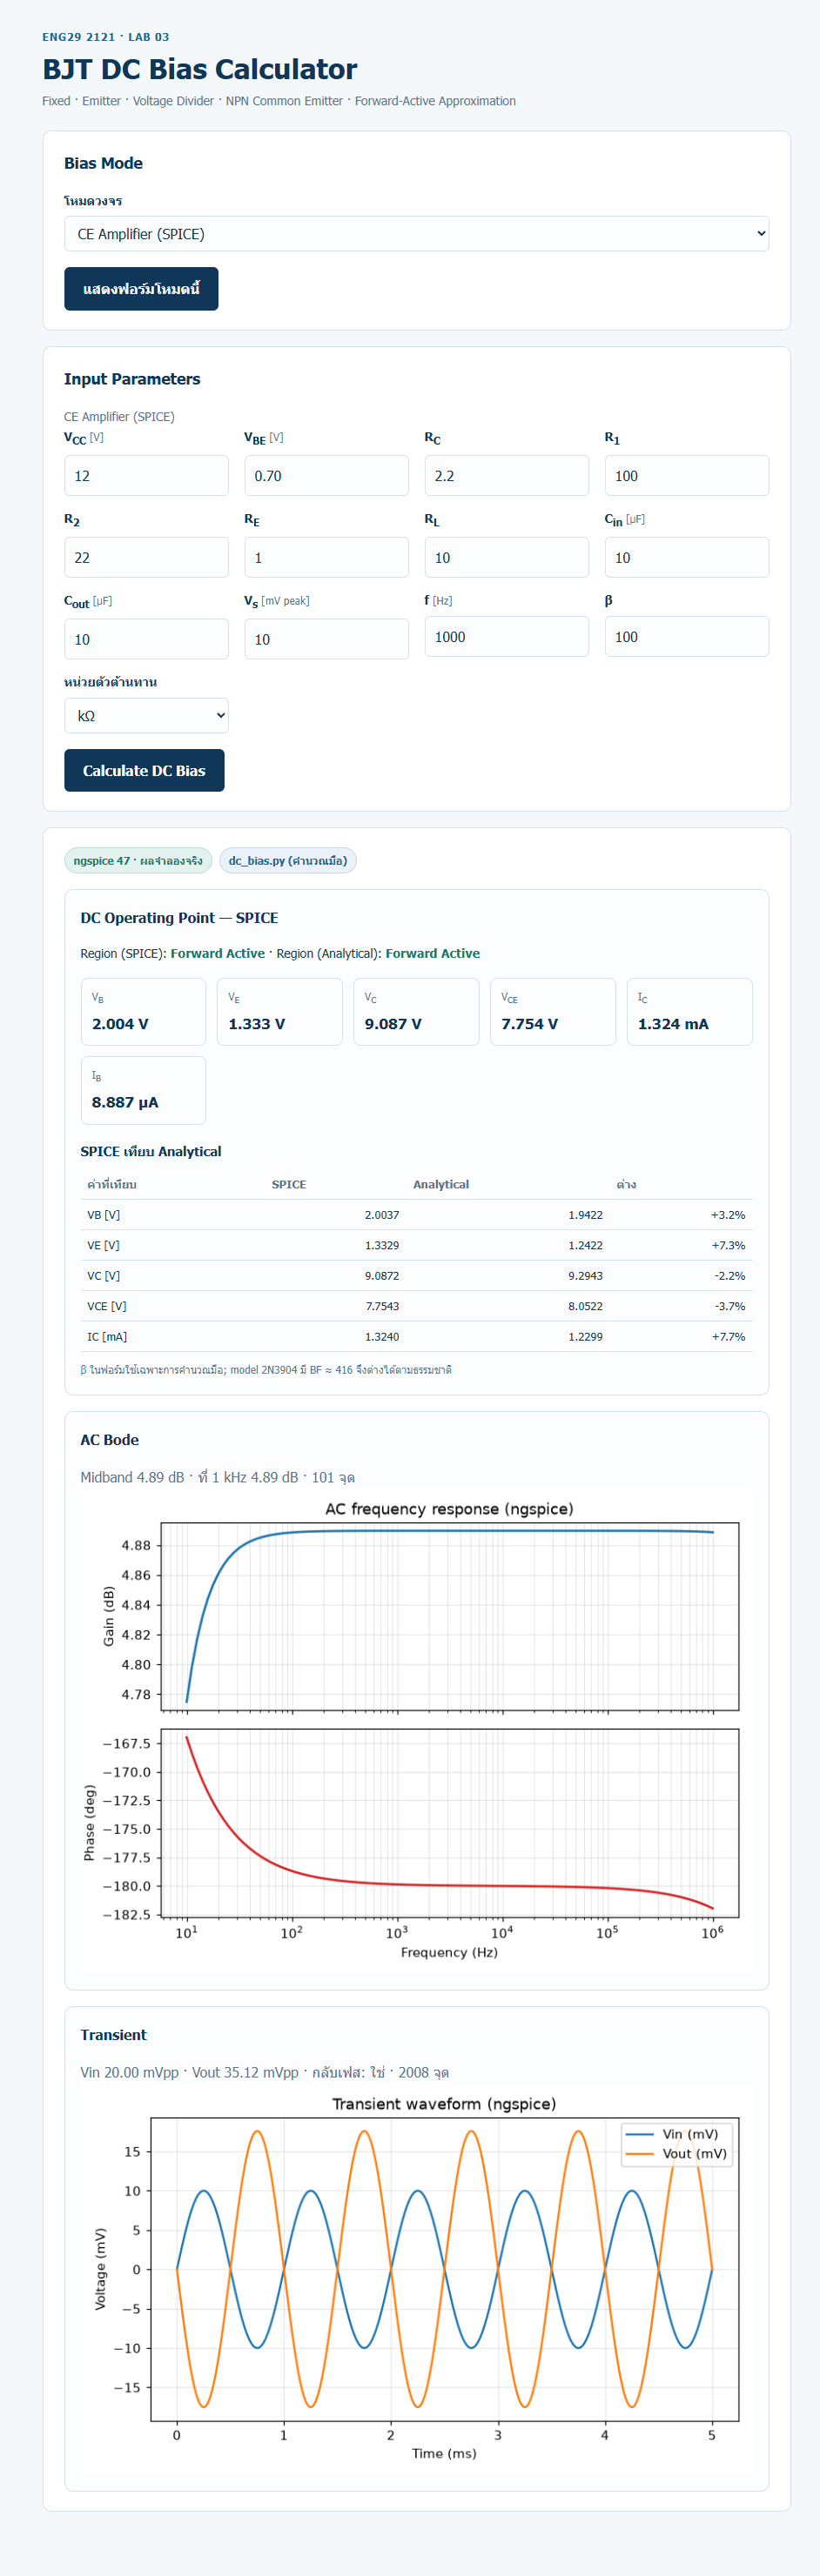 ENG29 2121 · LAB 03
BJT DC Bias Calculator
Fixed · Emitter · Voltage Divider · NPN Common Emitter · Forward-Active Approximation
Bias Mode
โหมดวงจร
CE Amplifier (SPICE)
แสดงฟอร์มโหมดนี้
Input Parameters
CE Amplifier (SPICE)
VCC [V] VBE [V] RC R1
12 0.70 2.2 100
R2 RE RL Cin [µF]
22 1 10 10
Cout [µF] Vs [mV peak] f [Hz] β
10 10 1000 100
หน่วยตัวต้านทาน
kΩ
Calculate DC Bias
ngspice 47 · ผลจำลองจริง dc_bias.py (คำนวณมือ)
DC Operating Point — SPICE
Region (SPICE): Forward Active · Region (Analytical): Forward Active
VB VE VC VCE IC
2.004 V 1.333 V 9.087 V 7.754 V 1.324 mA
IB
8.887 µA
SPICE เทียบ Analytical
ค่าที่เทียบ SPICE Analytical ต่าง
VB [V] 2.0037 1.9422 +3.2%
VE [V] 1.3329 1.2422 +7.3%
VC [V] 9.0872 9.2943 -2.2%
VCE [V] 7.7543 8.0522 -3.7%
IC [mA] 1.3240 1.2299 +7.7%
β ในฟอร์มใช้เฉพาะการคำนวณมือ; model 2N3904 มี BF ≈ 416 จึงต่างได้ตามธรรมชาติ
AC Bode
Midband 4.89 dB · ที่ 1 kHz 4.89 dB · 101 จุด
AC frequency response (ngspice)
Gain (dB)
4.88
4.86
4.84
4.82
4.80
4.78
Phase (deg)
−167.5
−170.0
−172.5
−175.0
−177.5
−180.0
−182.5
10^1 10^2 10^3 10^4 10^5 10^6
Frequency (Hz)
Transient
Vin 20.00 mVpp · Vout 35.12 mVpp · กลับเฟส: ใช่ · 2008 จุด
Transient waveform (ngspice)
Vin (mV)
Vout (mV)
Voltage (mV)
15
10
5
0
−5
−10
−15
0 1 2 3 4 5
Time (ms)